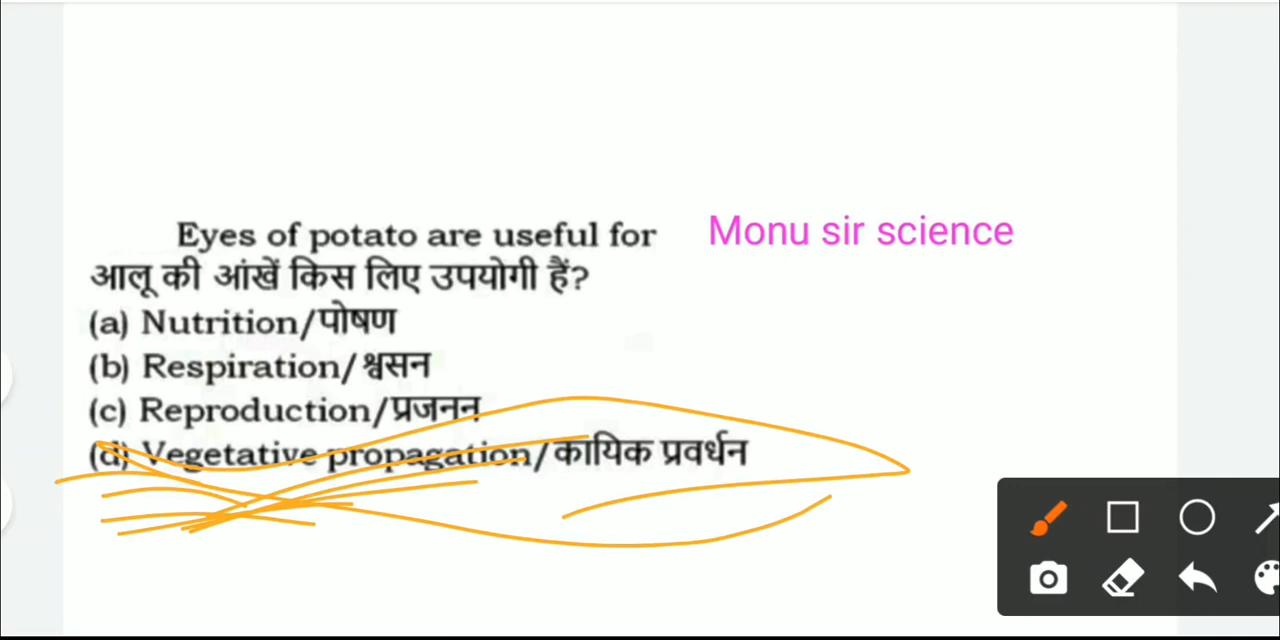 Eyes of potato are useful for Monu sir science
आलू की आंखें किस लिए उपयोगी हैं?
(a) Nutrition/पोषण
(b) Respiration/श्वसन
(c) Reproduction/प्रजनन
(d) Vegetative propagation/कायिक प्रवर्धन